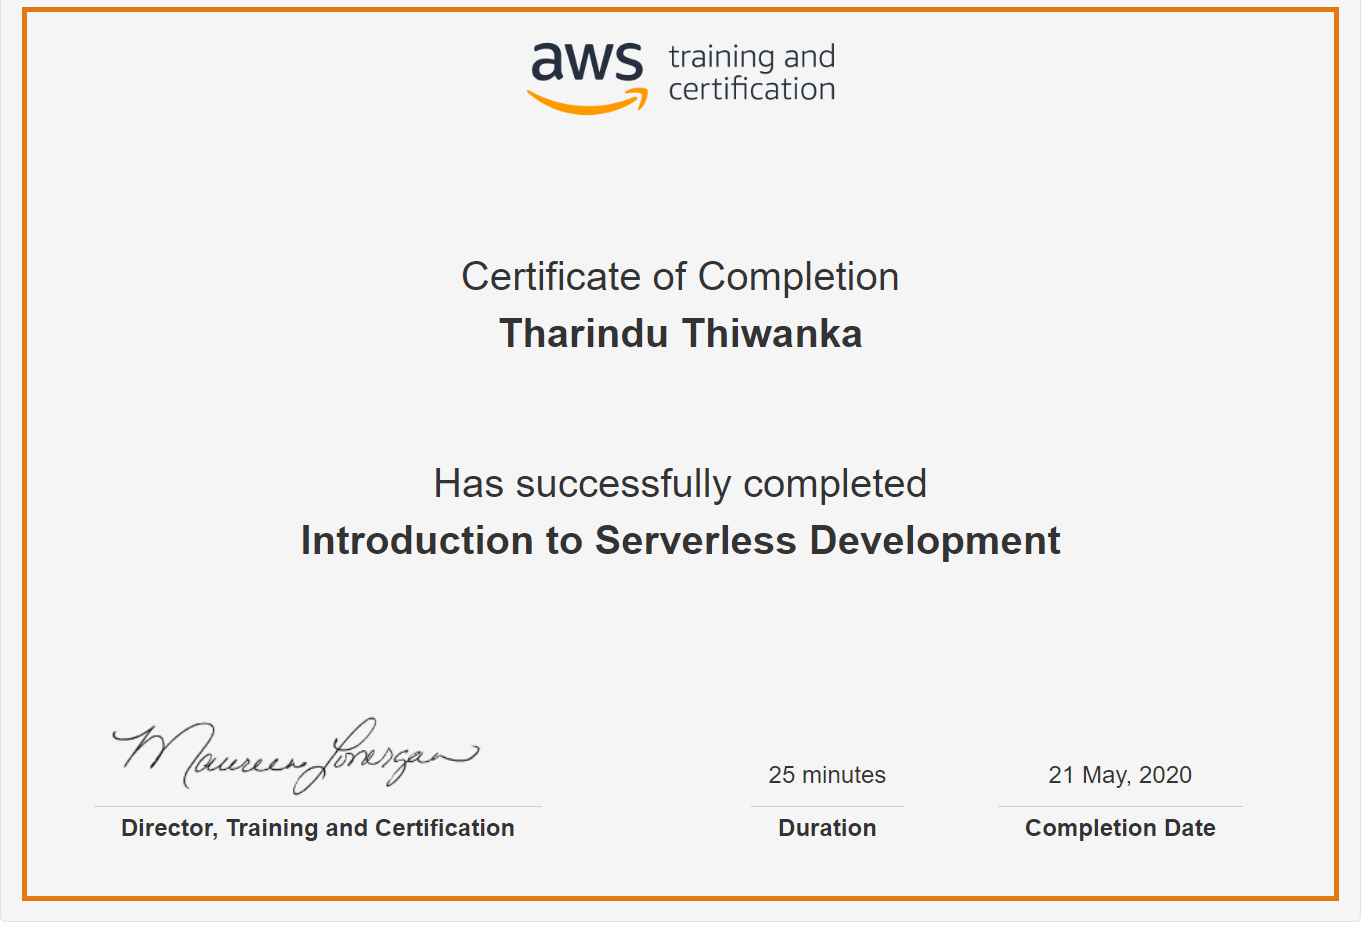 aws training and
certification
Certificate of Completion
Tharindu Thiwanka
Has successfully completed
Introduction to Serverless Development
Maureen Lonergan
25 minutes
21 May, 2020
Director, Training and Certification
Duration
Completion Date